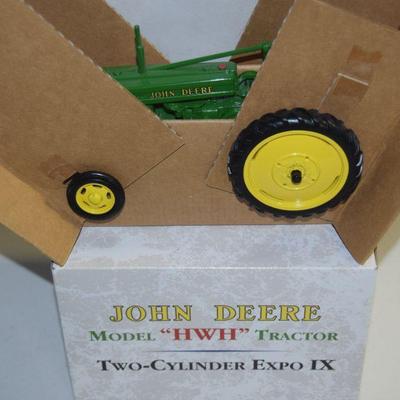 JOHN DEERE
JOHN DEERE
MODEL "HWH" TRACTOR
TWO-CYLINDER EXPO IX